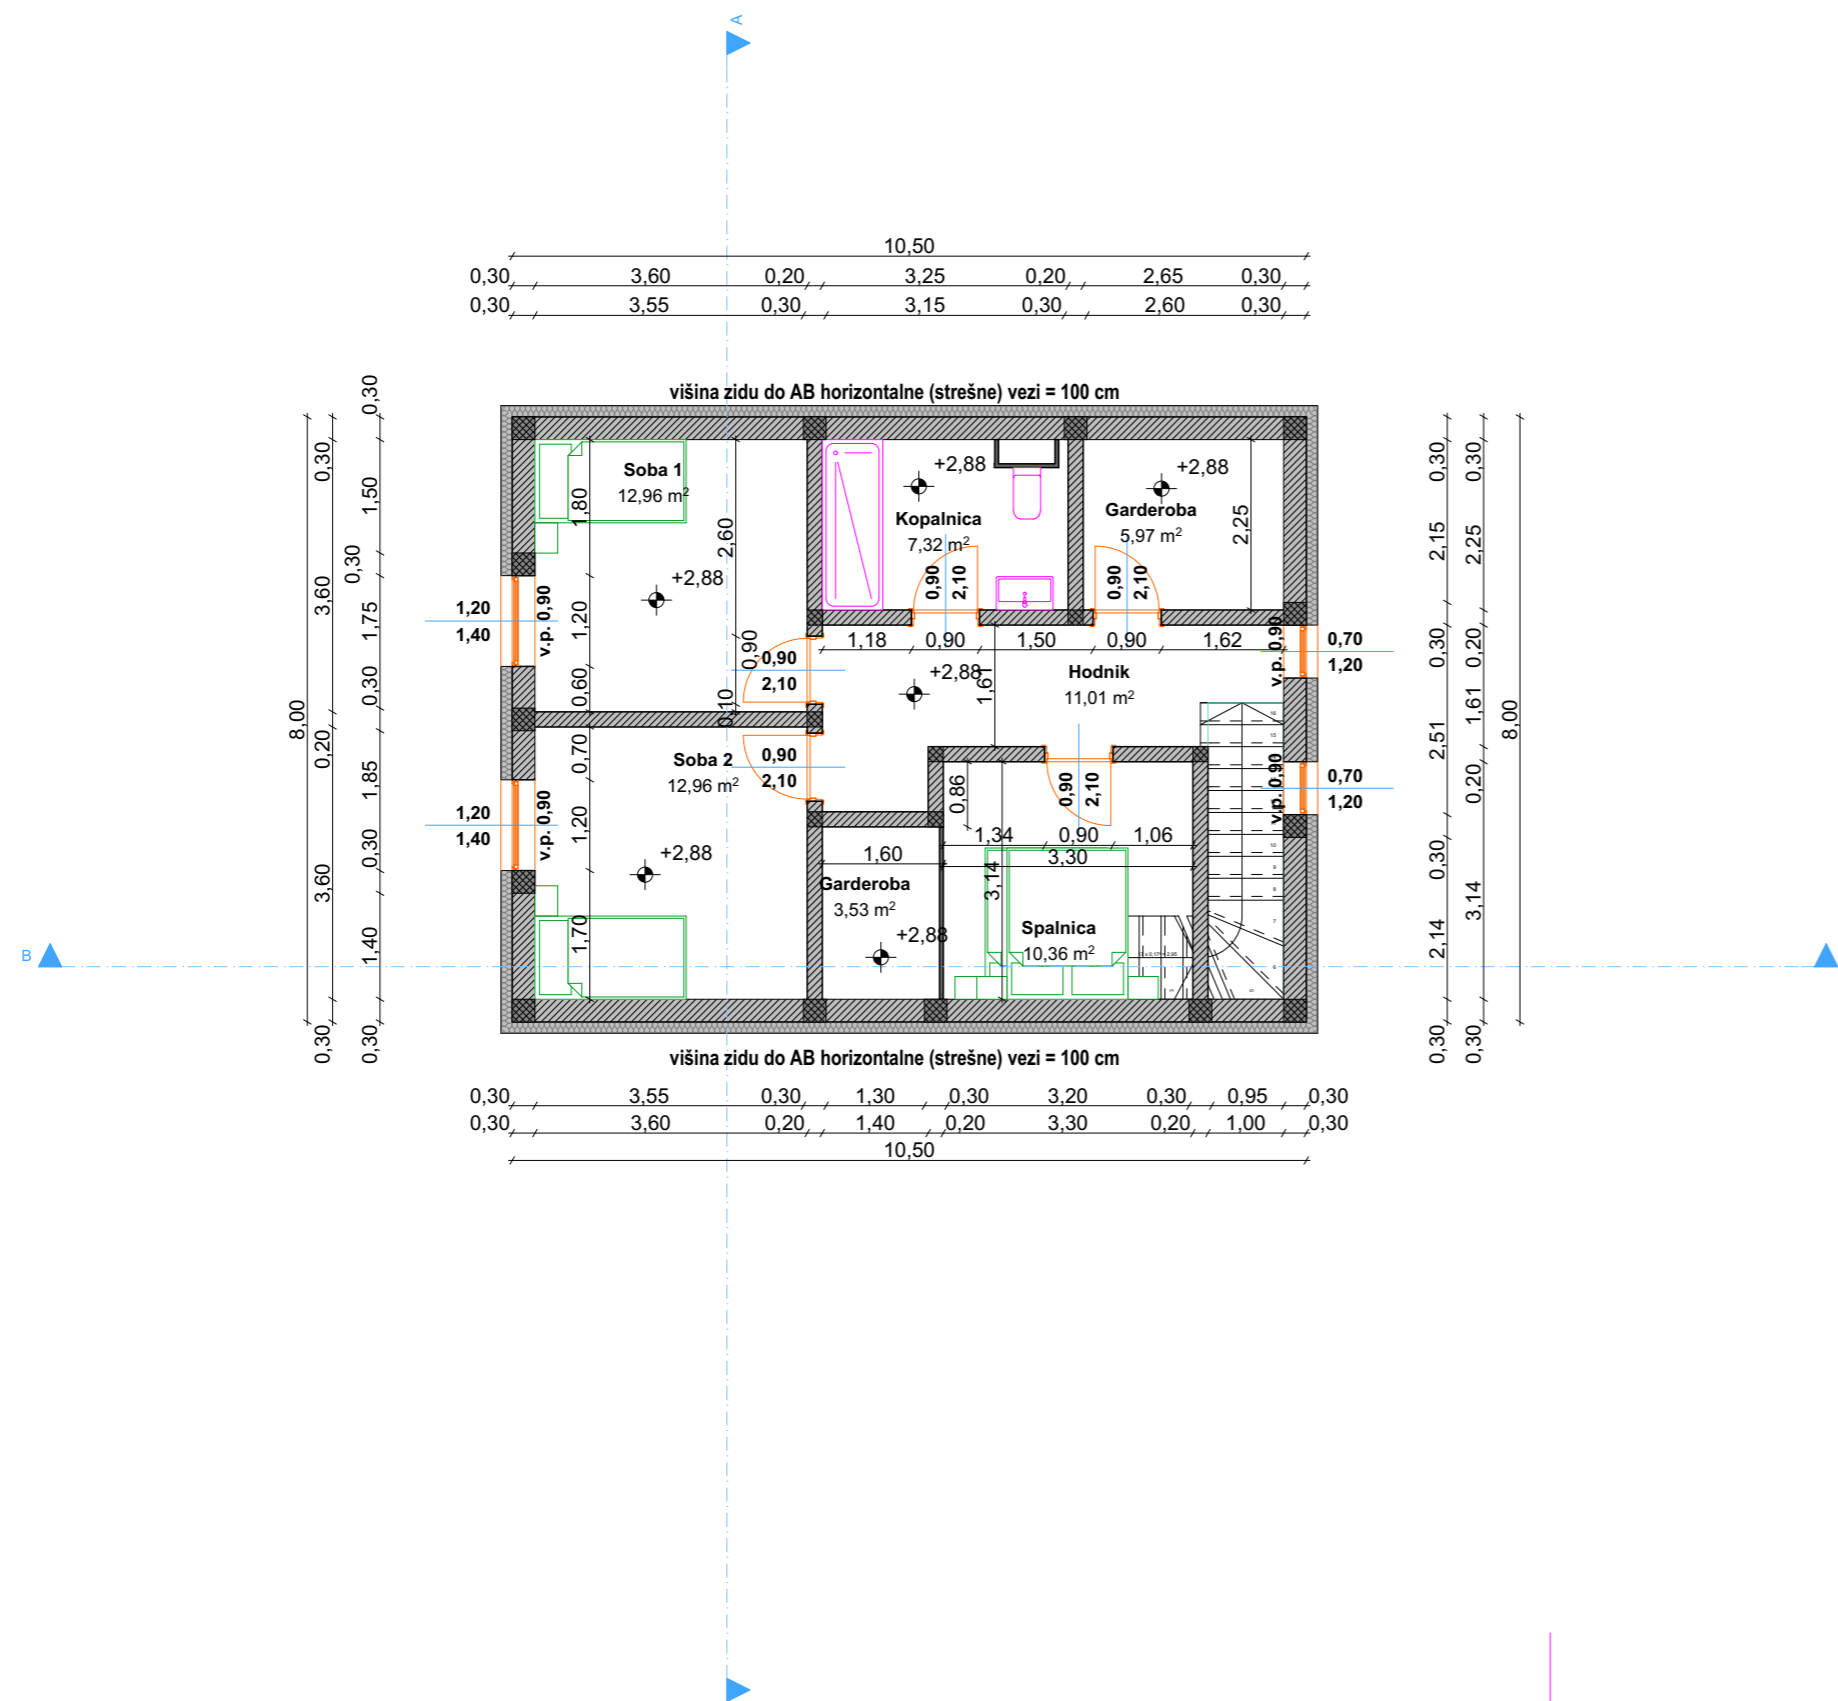 A
10,50
0,30 3,60 0,20 3,25 0,20 2,65 0,30
0,30 3,55 0,30 3,15 0,30 2,60 0,30
višina zidu do AB horizontalne (strešne) vezi = 100 cm
8,00
0,30 3,60 0,20 3,60 0,30
0,30 1,50 0,30 1,75 0,30 1,85 0,30 1,40 0,30
1,20
1,40
v.p. 0,90
1,20
1,40
v.p. 0,90
Soba 1
12,96 m²
+2,88
1,80
1,20
0,60
2,60
0,90
0,10
0,90
2,10
Kopalnica
7,32 m²
+2,88
0,90
2,10
Garderoba
5,97 m²
+2,88
2,25
0,90
2,10
1,18 0,90 1,50 0,90 1,62
+2,88
1,61
Hodnik
11,01 m²
v.p. 0,90
0,70
1,20
v.p. 0,90
0,70
1,20
Soba 2
12,96 m²
+2,88
0,70
1,20
1,70
0,90
2,10
0,86
0,90
2,10
1,34 0,90 1,06
3,30
3,14
1,60
Garderoba
3,53 m²
+2,88
Spalnica
10,36 m²
16
15
10
9
8
7
6
0,30 2,15 0,30 2,51 0,30 2,14 0,30
0,30 2,25 0,20 1,61 0,20 3,14 0,30
8,00
B
višina zidu do AB horizontalne (strešne) vezi = 100 cm
0,30 3,55 0,30 1,30 0,30 3,20 0,30 0,95 0,30
0,30 3,60 0,20 1,40 0,20 3,30 0,20 1,00 0,30
10,50